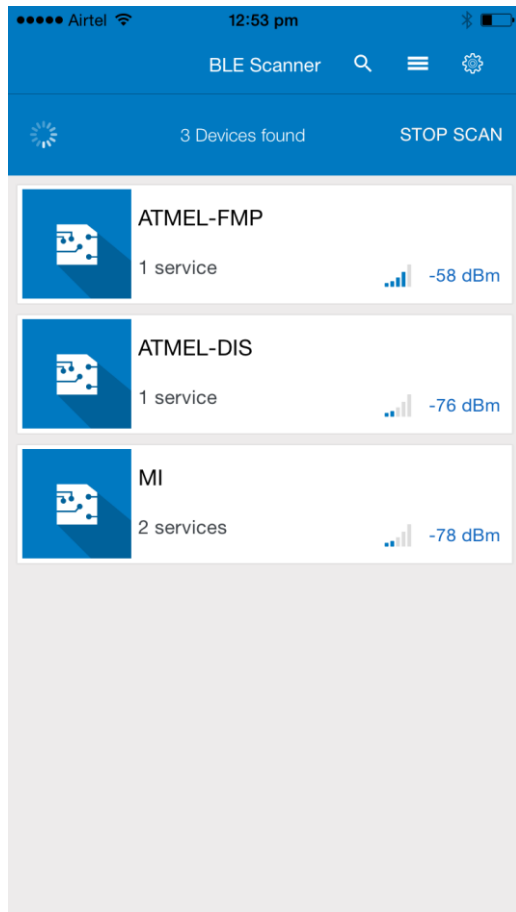 Airtel 12:53 pm
BLE Scanner
3 Devices found STOP SCAN
ATMEL-FMP
1 service -58 dBm
ATMEL-DIS
1 service -76 dBm
MI
2 services -78 dBm